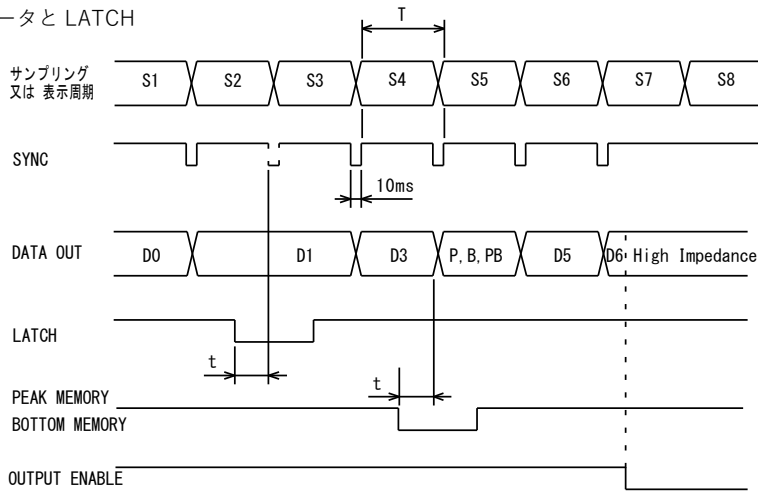 ータと LATCH
T
サンプリング
又は 表示周期
S1 S2 S3 S4 S5 S6 S7 S8
SYNC
10ms
DATA OUT
D0 D1 D3 P,B,PB D5 D6 High Impedance
LATCH
t
t
PEAK MEMORY
BOTTOM MEMORY
OUTPUT ENABLE